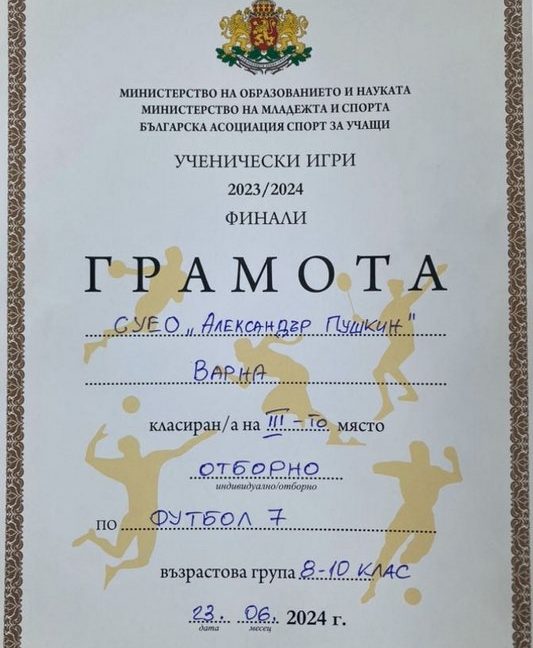 МИНИСТЕРСТВО НА ОБРАЗОВАНИЕТО И НАУКАТА
МИНИСТЕРСТВО НА МЛАДЕЖТА И СПОРТА
БЪЛГАРСКА АСОЦИАЦИЯ СПОРТ ЗА УЧАЩИ
УЧЕНИЧЕСКИ ИГРИ
2023/2024
ФИНАЛИ
ГРАМОТА
СУЕО „АЛЕКСАНДЪР ПУШКИН"
ВАРНА
класиран/а на III-ТО място
ОТБОРНО
индивидуално/отборно
по ФУТБОЛ 7
възрастова група 8-10 КЛАС
23. 06. 2024 г.
дата месец